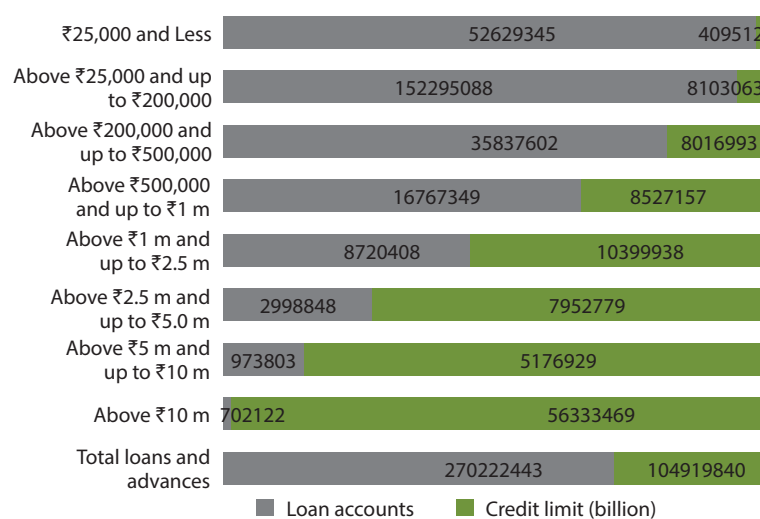 ₹25,000 and Less 52629345 409512
Above ₹25,000 and up
to ₹200,000 152295088 8103063
Above ₹200,000 and
up to ₹500,000 35837602 8016993
Above ₹500,000
and up to ₹1 m 16767349 8527157
Above ₹1 m and
up to ₹2.5 m 8720408 10399938
Above ₹2.5 m and
up to ₹5.0 m 2998848 7952779
Above ₹5 m and
up to ₹10 m 973803 5176929
Above ₹10 m 702122 56333469
Total loans and
advances 270222443 104919840
Loan accounts Credit limit (billion)